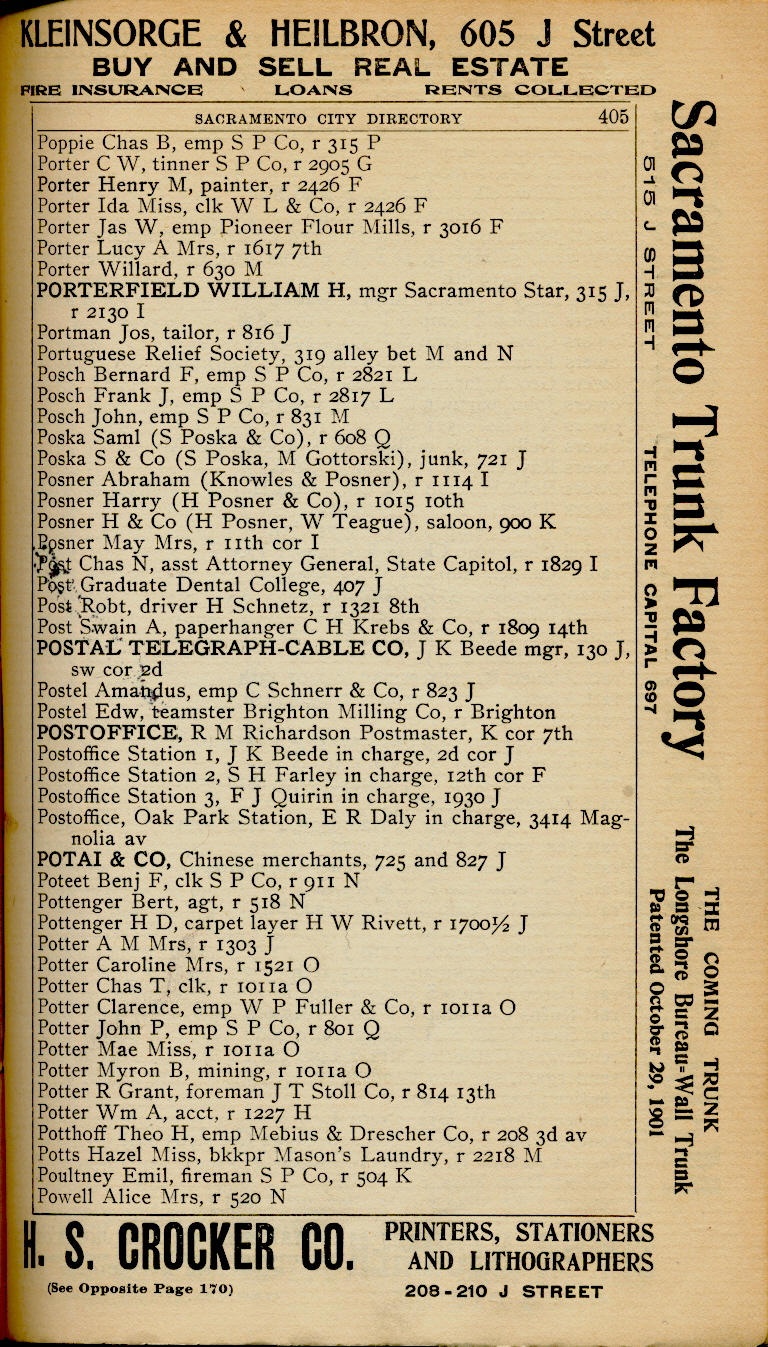 KLEINSORGE & HEILBRON, 605 J Street
BUY AND SELL REAL ESTATE
FIRE INSURANCE LOANS RENTS COLLECTED
SACRAMENTO CITY DIRECTORY 405
Poppie Chas B, emp S P Co, r 315 P
Porter C W, tinner S P Co, r 2905 G
Porter Henry M, painter, r 2426 F
Porter Ida Miss, clk W L & Co, r 2426 F
Porter Jas W, emp Pioneer Flour Mills, r 3016 F
Porter Lucy A Mrs, r 1617 7th
Porter Willard, r 630 M
PORTERFIELD WILLIAM H, mgr Sacramento Star, 315 J,
r 2130 I
Portman Jos, tailor, r 816 J
Portuguese Relief Society, 319 alley bet M and N
Posch Bernard F, emp S P Co, r 2821 L
Posch Frank J, emp S P Co, r 2817 L
Posch John, emp S P Co, r 831 M
Poska Saml (S Poska & Co), r 608 Q
Poska S & Co (S Poska, M Gottorski), junk, 721 J
Posner Abraham (Knowles & Posner), r 1114 I
Posner Harry (H Posner & Co), r 1015 10th
Posner H & Co (H Posner, W Teague), saloon, 900 K
Posner May Mrs, r 11th cor I
Post Chas N, asst Attorney General, State Capitol, r 1829 I
Post Graduate Dental College, 407 J
Post Robt, driver H Schnetz, r 1321 8th
Post Swain A, paperhanger C H Krebs & Co, r 1809 14th
POSTAL TELEGRAPH-CABLE CO, J K Beede mgr, 130 J,
sw cor 2d
Postel Amandus, emp C Schnerr & Co, r 823 J
Postel Edw, teamster Brighton Milling Co, r Brighton
POSTOFFICE, R M Richardson Postmaster, K cor 7th
Postoffice Station 1, J K Beede in charge, 2d cor J
Postoffice Station 2, S H Farley in charge, 12th cor F
Postoffice Station 3, F J Quirin in charge, 1930 J
Postoffice, Oak Park Station, E R Daly in charge, 3414 Mag-
nolia av
POTAI & CO, Chinese merchants, 725 and 827 J
Poteet Benj F, clk S P Co, r 911 N
Pottenger Bert, agt, r 518 N
Pottenger H D, carpet layer H W Rivett, r 1700½ J
Potter A M Mrs, r 1303 J
Potter Caroline Mrs, r 1521 O
Potter Chas T, clk, r 1011a O
Potter Clarence, emp W P Fuller & Co, r 1011a O
Potter John P, emp S P Co, r 801 Q
Potter Mae Miss, r 1011a O
Potter Myron B, mining, r 1011a O
Potter R Grant, foreman J T Stoll Co, r 814 13th
Potter Wm A, acct, r 1227 H
Potthoff Theo H, emp Mebius & Drescher Co, r 208 3d av
Potts Hazel Miss, bkkpr Mason's Laundry, r 2218 M
Poultney Emil, fireman S P Co, r 504 K
Powell Alice Mrs, r 520 N
Sacramento Trunk Factory
515 J STREET TELEPHONE CAPITAL 697
THE COMING TRUNK
The Longshore Bureau-Wall Trunk
Patented October 29, 1901
H. S. CROCKER CO.
(See Opposite Page 170)
PRINTERS, STATIONERS
AND LITHOGRAPHERS
208-210 J STREET